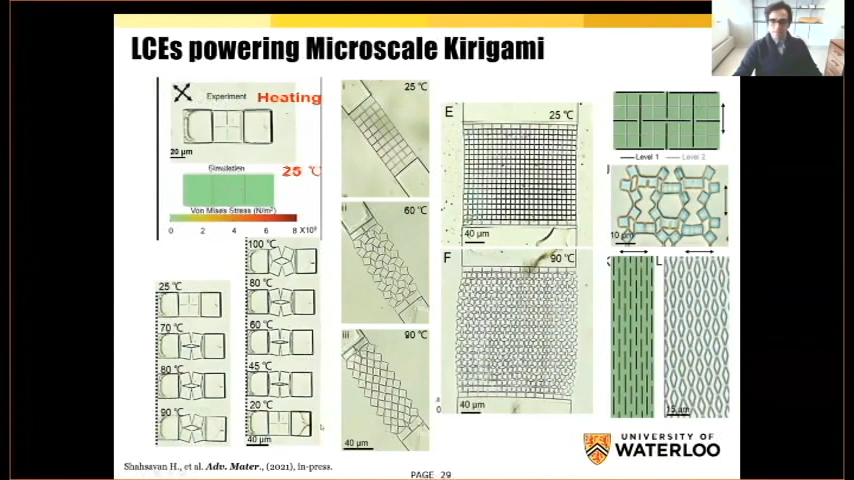 LCEs powering Microscale Kirigami
Experiment
Heating
20 μm
Simulation
25 ℃
Von Mises Stress (N/m²)
0 2 4 6 8 X10⁵
25 ℃
70 ℃
80 ℃
90 ℃
100 ℃
80 ℃
60 ℃
45 ℃
20 ℃
40 μm
i
25 ℃
ii
60 ℃
iii
90 ℃
40 μm
E
25 ℃
40 μm
F
90 ℃
40 μm
Level 1
Level 2
10 μm
L
15 μm
UNIVERSITY OF
WATERLOO
Shahsavan H., et al. Adv. Mater., (2021), in-press.
PAGE 29